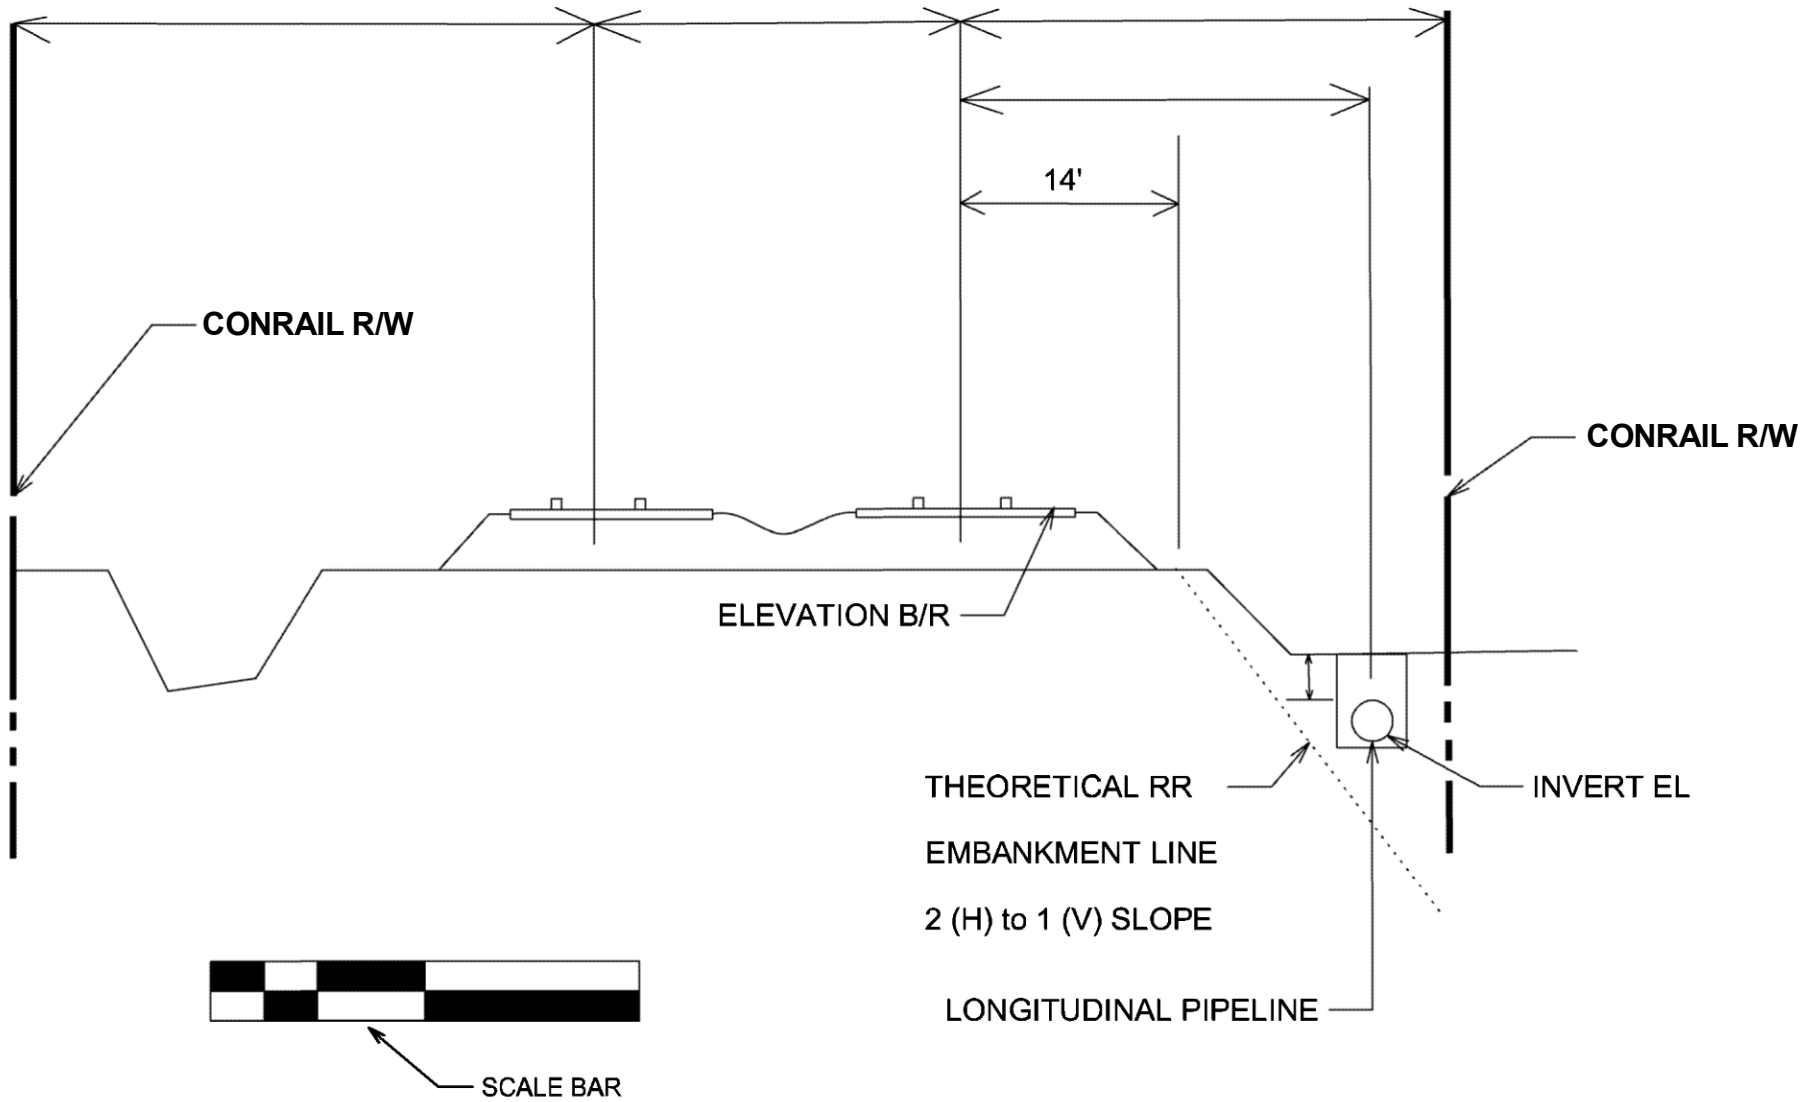 14'
CONRAIL R/W
CONRAIL R/W
ELEVATION B/R
THEORETICAL RR
EMBANKMENT LINE
2 (H) to 1 (V) SLOPE
INVERT EL
LONGITUDINAL PIPELINE
SCALE BAR